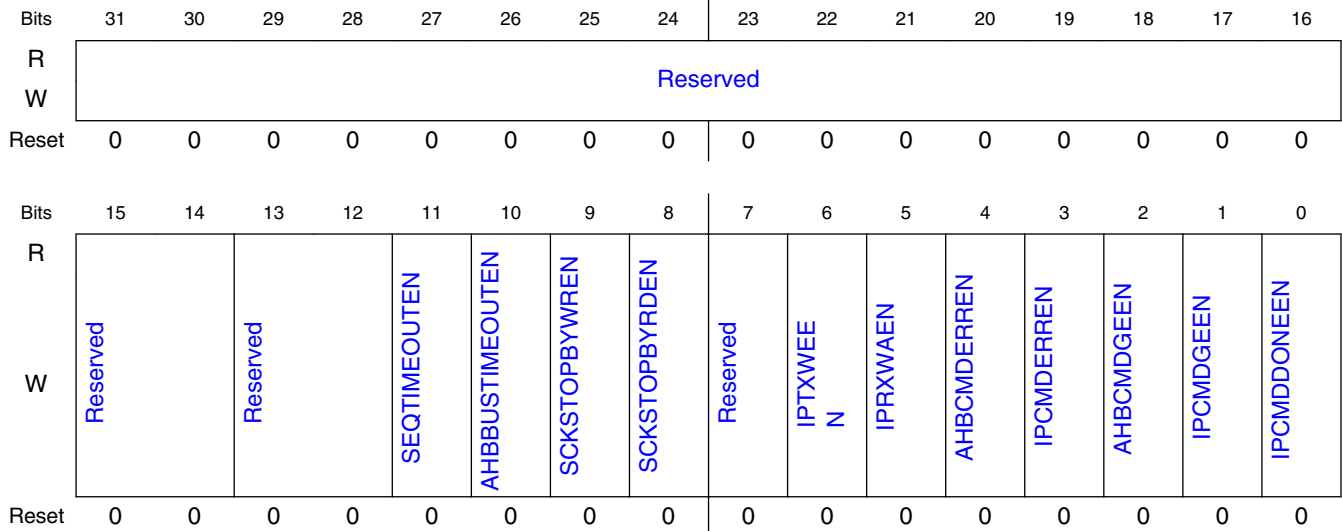 Bits 31 30 29 28 27 26 25 24 23 22 21 20 19 18 17 16
R
Reserved
W
Reset 0 0 0 0 0 0 0 0 0 0 0 0 0 0 0 0
Bits 15 14 13 12 11 10 9 8 7 6 5 4 3 2 1 0
R
W
Reserved
Reserved
SEQTIMEOUTEN
AHBBUSTIMEOUTEN
SCKSTOPBYWREN
SCKSTOPBYRDEN
Reserved
IPTXWEE
N
IPRXWAEN
AHBCMDERREN
IPCMDERREN
AHBCMDGEEN
IPCMDGEEN
IPCMDDONEEN
Reset 0 0 0 0 0 0 0 0 0 0 0 0 0 0 0 0